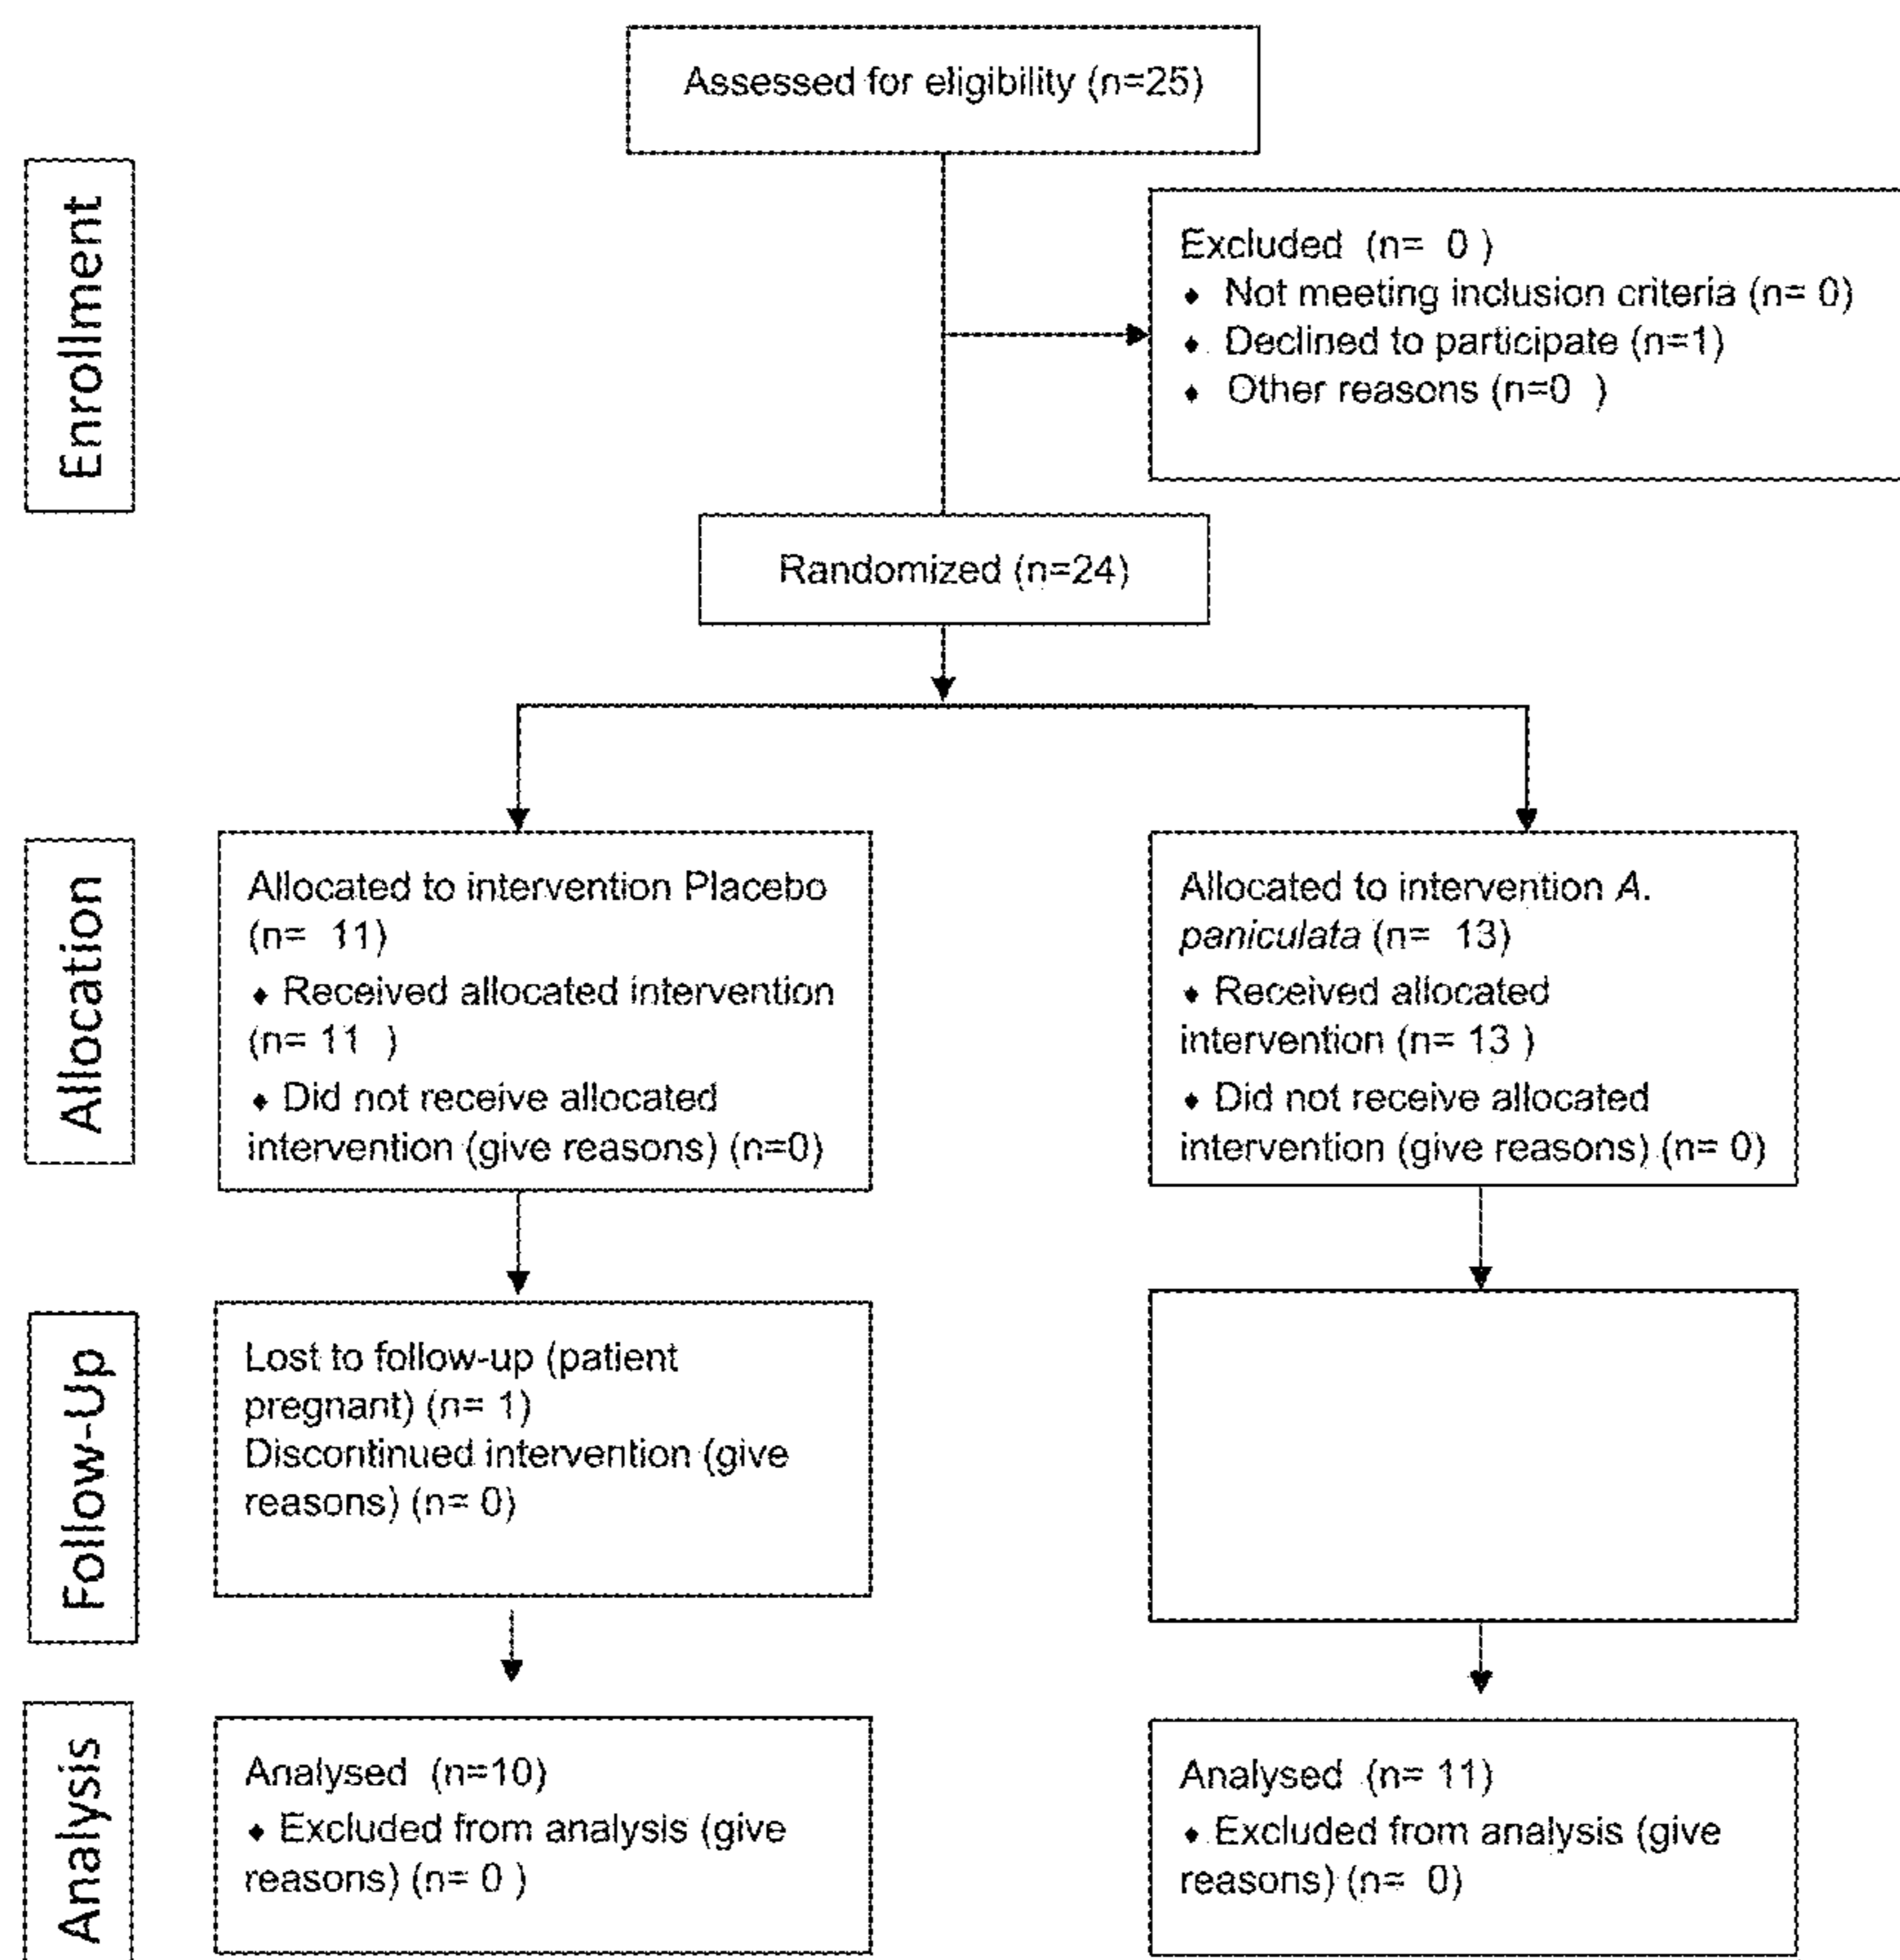 Assessed for eligibility (n=25)
Enrollment
Excluded (n= 0 )
♦ Not meeting inclusion criteria (n= 0)
♦ Declined to participate (n=1)
♦ Other reasons (n=0 )
Randomized (n=24)
Allocation
Allocated to intervention Placebo
(n= 11)
♦ Received allocated intervention
(n= 11 )
♦ Did not receive allocated
intervention (give reasons) (n=0)
Allocated to intervention A.
paniculata (n= 13)
♦ Received allocated
intervention (n= 13 )
♦ Did not receive allocated
intervention (give reasons) (n= 0)
Follow-Up
Lost to follow-up (patient
pregnant) (n= 1)
Discontinued intervention (give
reasons) (n= 0)
Analysis
Analysed (n=10)
♦ Excluded from analysis (give
reasons) (n= 0 )
Analysed (n= 11)
♦ Excluded from analysis (give
reasons) (n= 0)